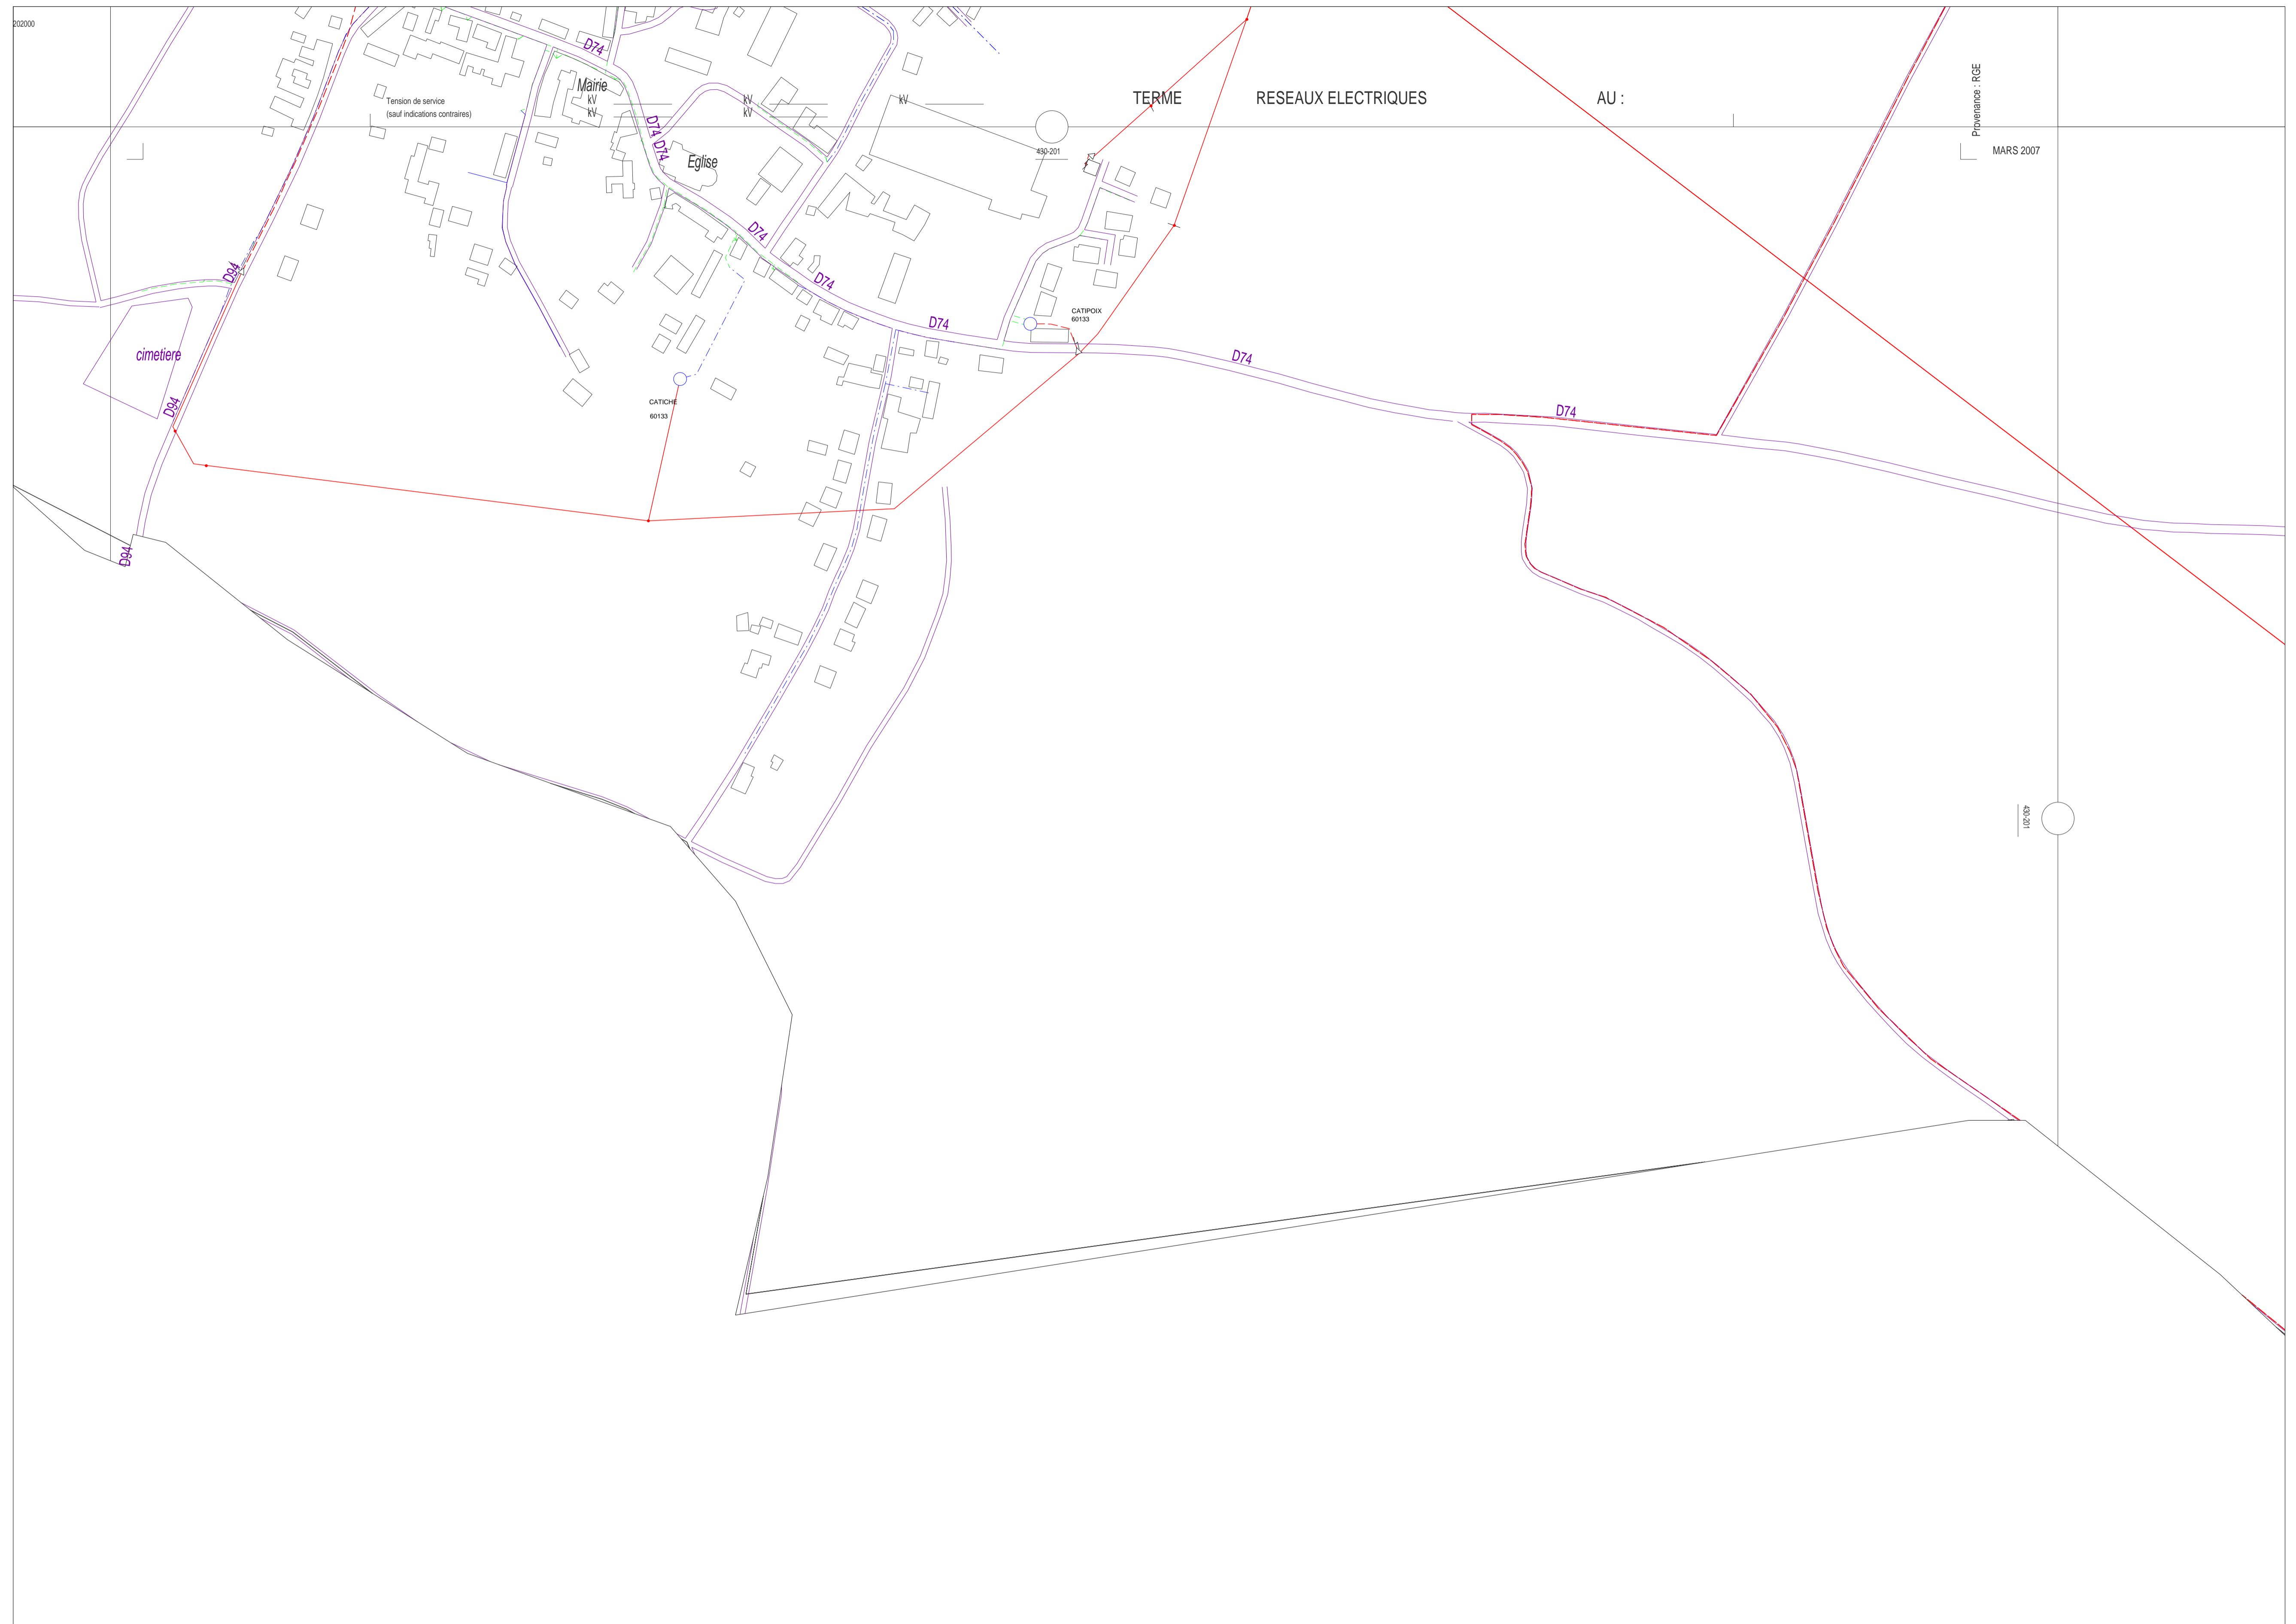 202000
D74
Mairie
Tension de service
(sauf indications contraires)
kV
kV
kV
kV
kV
TERME
RESEAUX ELECTRIQUES
AU :
Provenance : RGE
MARS 2007
430-201
D74
D74
Eglise
D74
D94
D74
D74
CATIPOIX
60133
cimetiere
D74
D94
CATICHE
60133
D74
D94
430-201